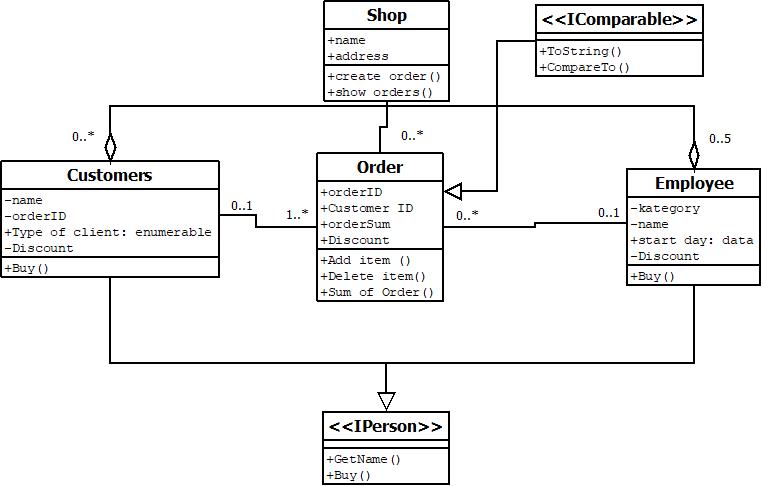 Shop
+name
+address
+create order()
+show orders()
<<IComparable>>
+ToString()
+CompareTo()
0..*
0..*
0..5
Customers
-name
-orderID
+Type of client: enumerable
-Discount
+Buy()
0..1
1..*
Order
+orderID
+Customer ID
+orderSum
+Discount
+Add item ()
+Delete item()
+Sum of Order()
0..*
0..1
Employee
-kategory
-name
+start day: data
-Discount
+Buy()
<<IPerson>>
+GetName()
+Buy()